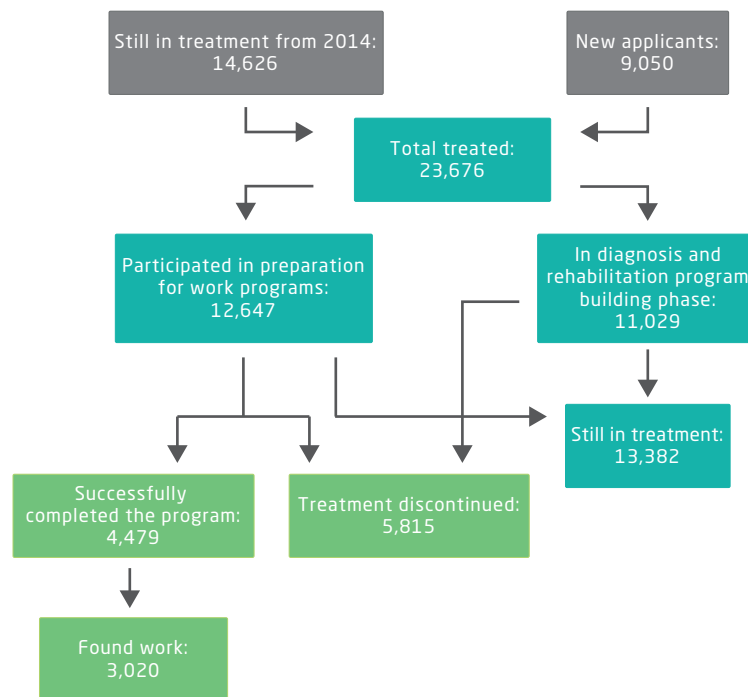 Still in treatment from 2014:
14,626
New applicants:
9,050
Total treated:
23,676
Participated in preparation
for work programs:
12,647
In diagnosis and
rehabilitation program
building phase:
11,029
Still in treatment:
13,382
Successfully
completed the program:
4,479
Treatment discontinued:
5,815
Found work:
3,020